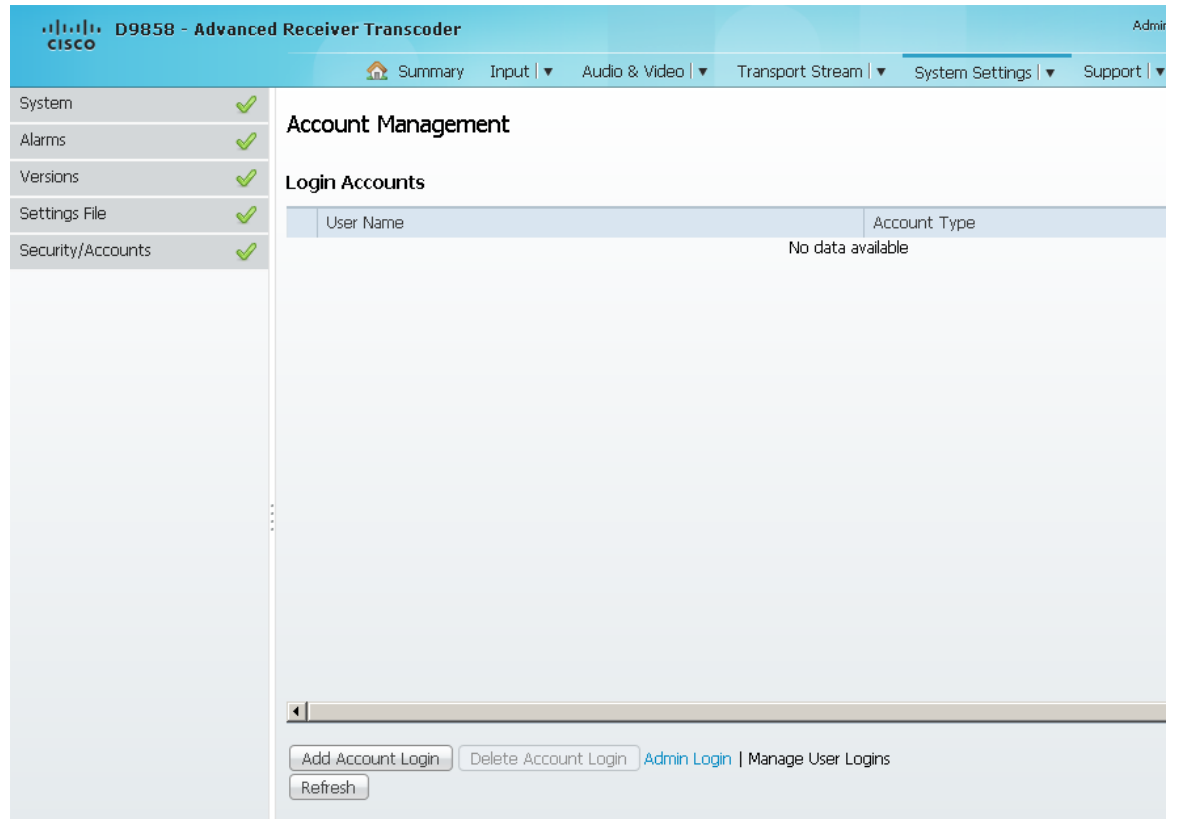 CISCO D9858 - Advanced Receiver Transcoder
Admin
Summary Input | Audio & Video | Transport Stream | System Settings | Support |
System
Alarms
Versions
Settings File
Security/Accounts
Account Management
Login Accounts
User Name Account Type
No data available
Add Account Login Delete Account Login Admin Login | Manage User Logins
Refresh